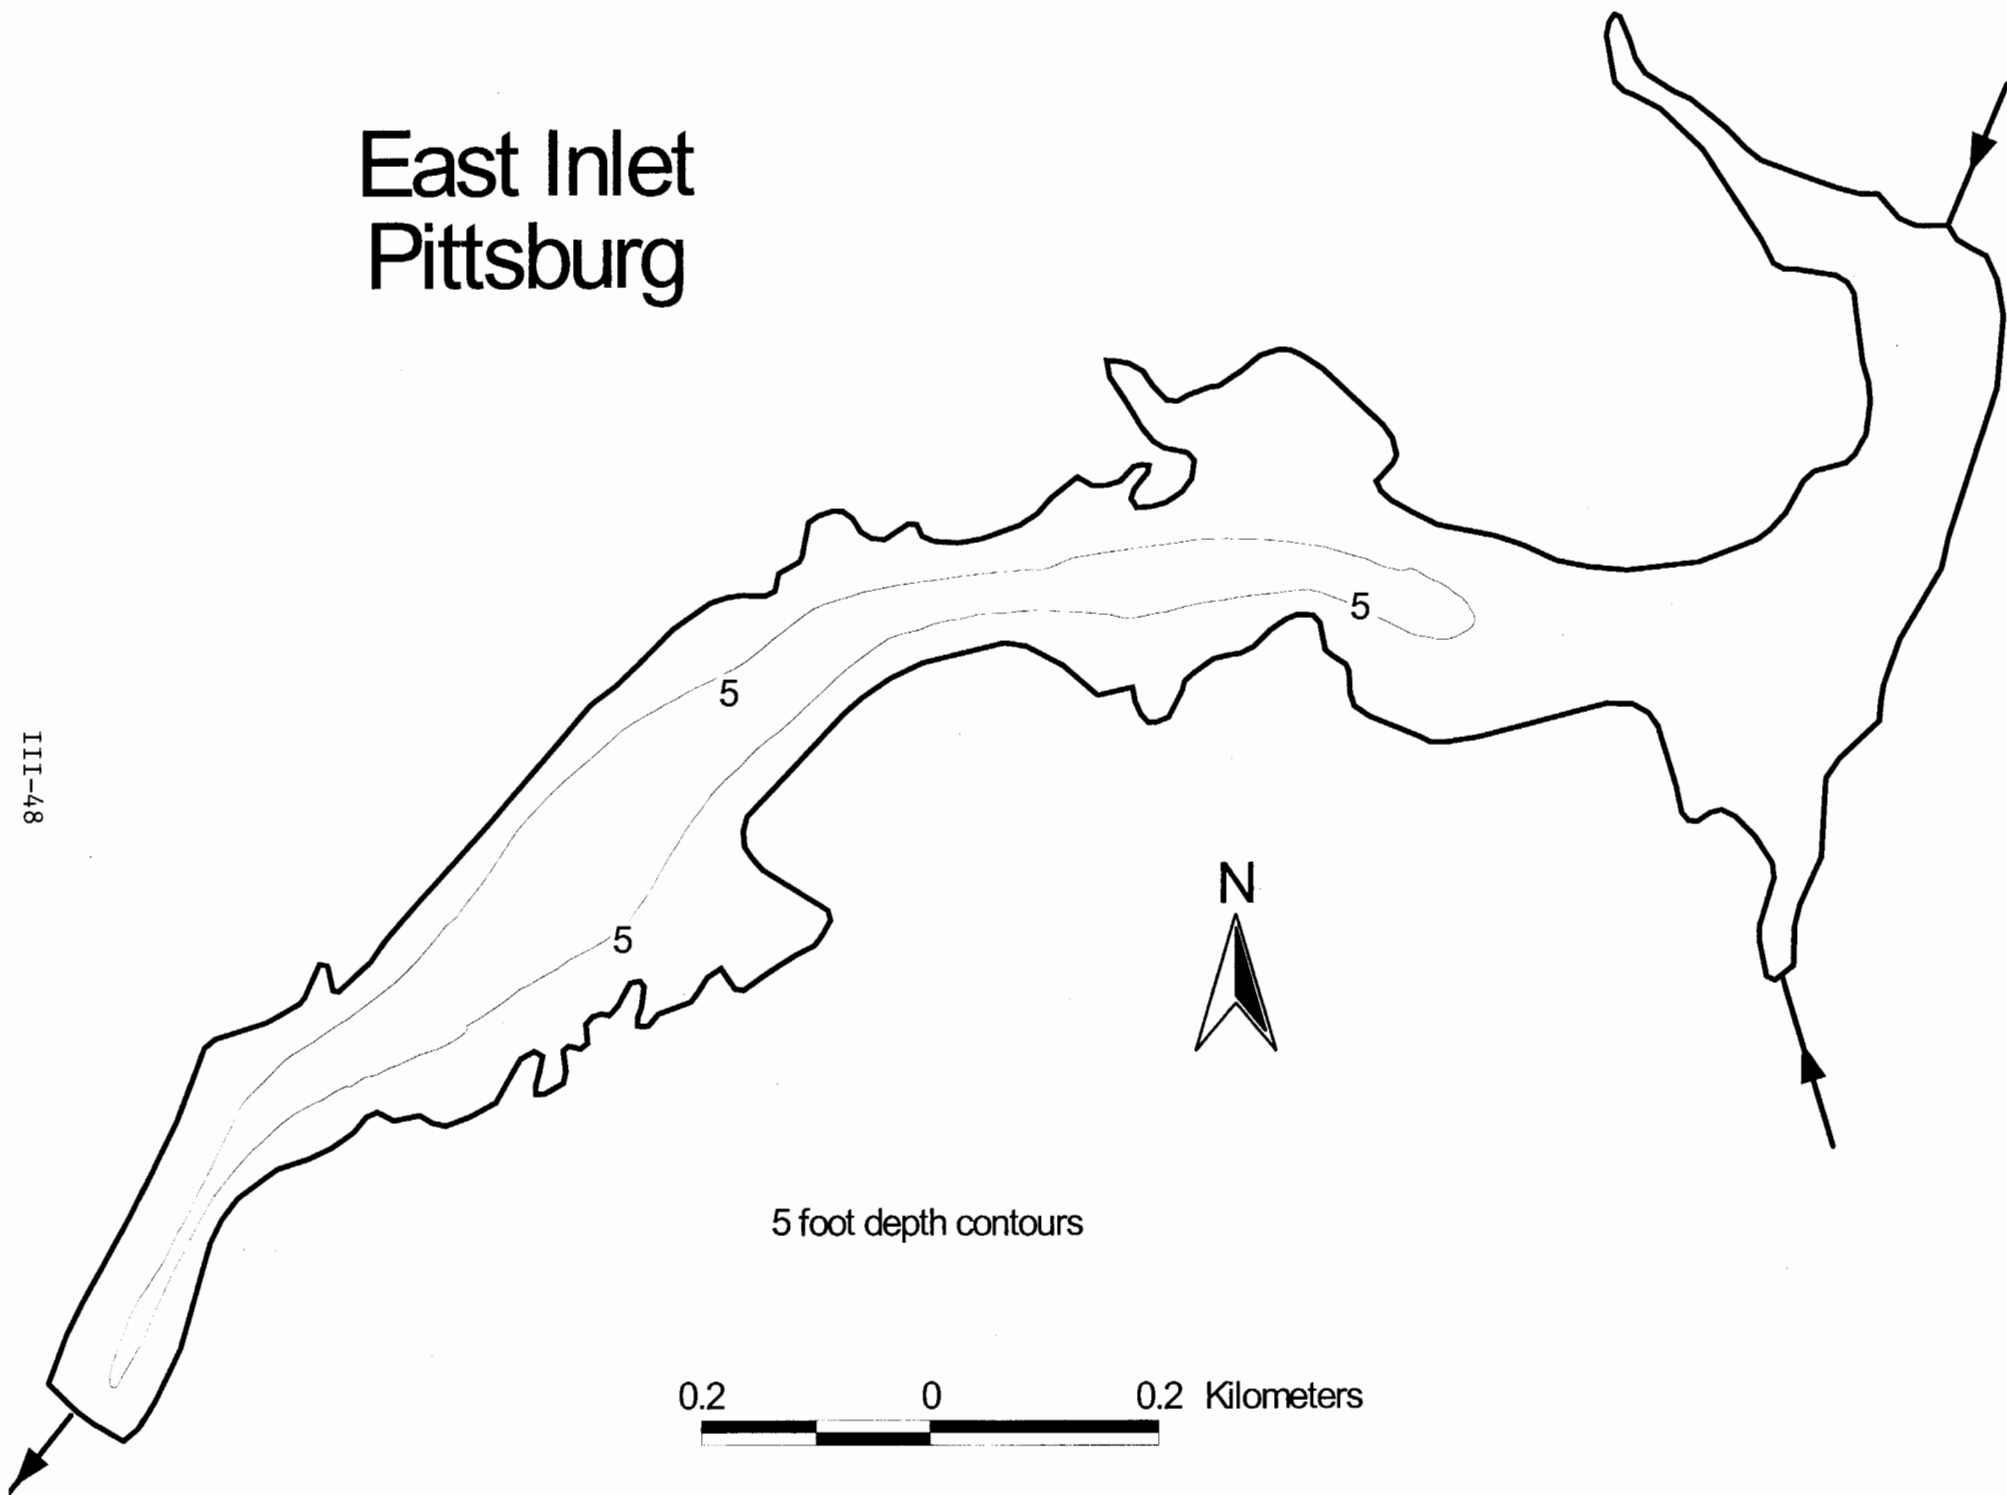 East Inlet
Pittsburg
5
5
5
III-48
N
5 foot depth contours
0.2 0 0.2 Kilometers